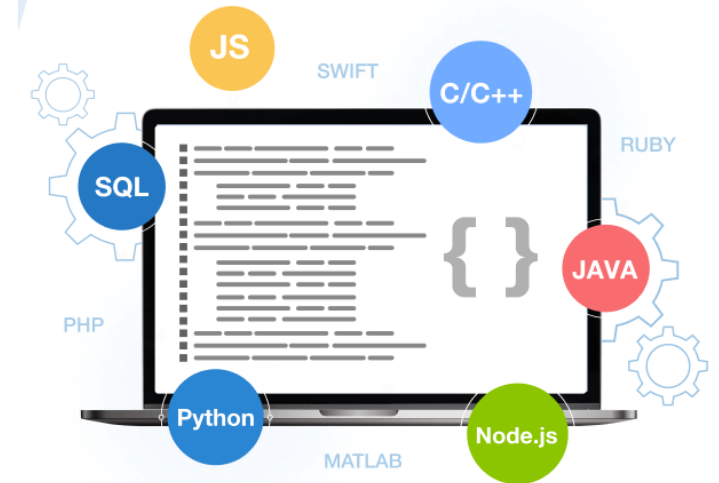 JS
SWIFT
C/C++
RUBY
SQL
{ }
JAVA
PHP
Python
Node.js
MATLAB